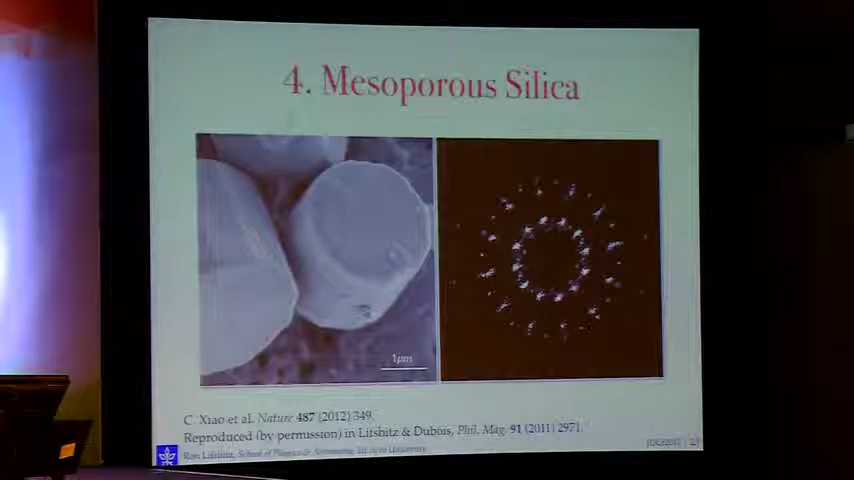 4. Mesoporous Silica
1μm
C. Xiao et al. Nature 487 (2012) 349.
Reproduced (by permission) in Lifshitz & Dubois, Phil. Mag. 91 (2011) 2971.
Ron Lifshitz, School of Physics & Astronomy, Tel Aviv University